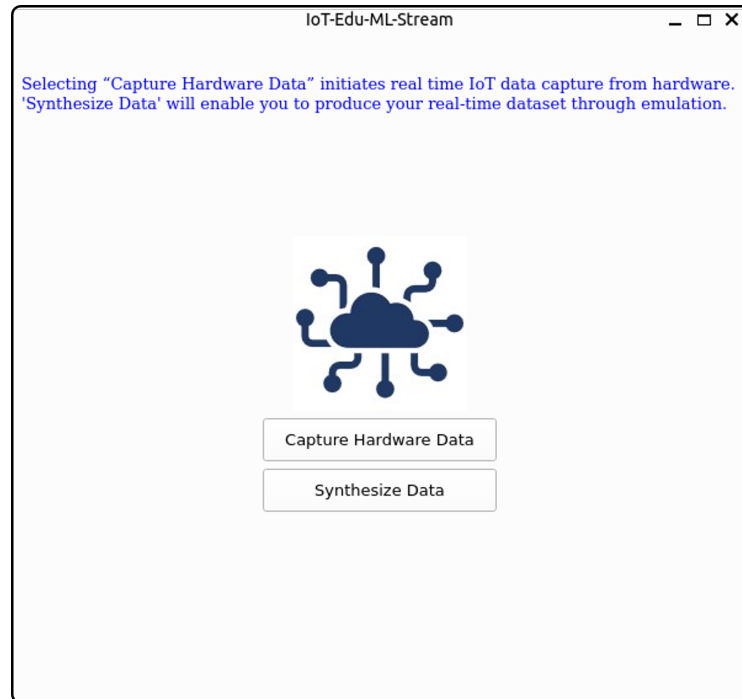 IoT-Edu-ML-Stream
Selecting “Capture Hardware Data” initiates real time IoT data capture from hardware.
'Synthesize Data' will enable you to produce your real-time dataset through emulation.
Capture Hardware Data
Synthesize Data